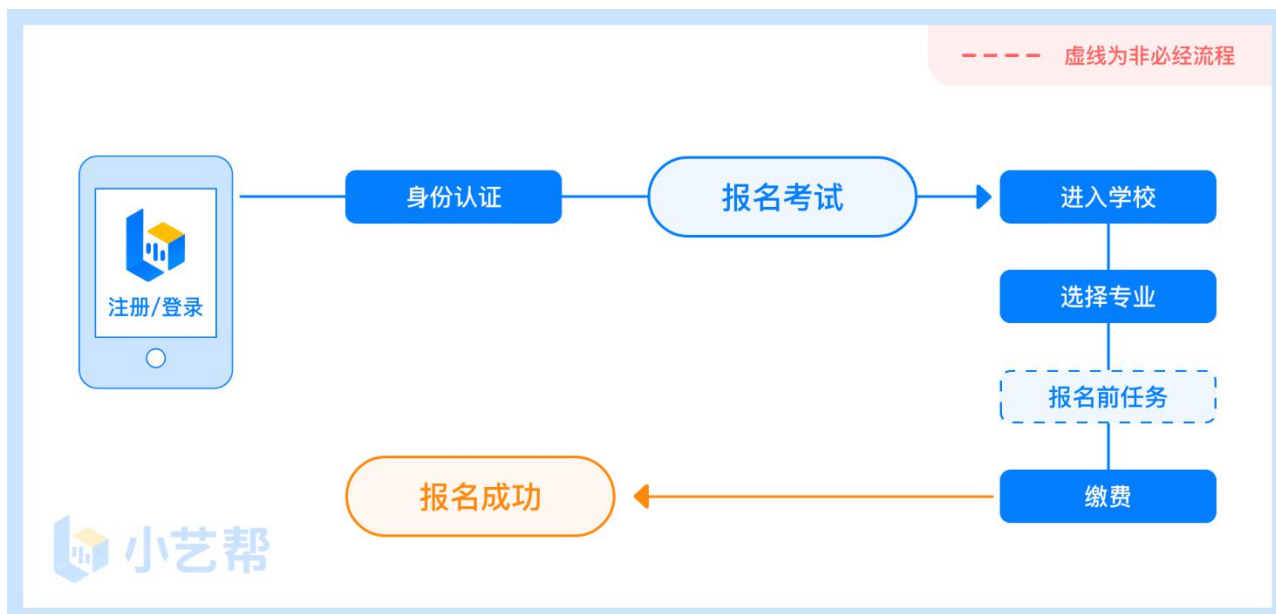 虚线为非必经流程
身份认证
报名考试
进入学校
注册/登录
选择专业
报名前任务
报名成功
缴费
小艺帮